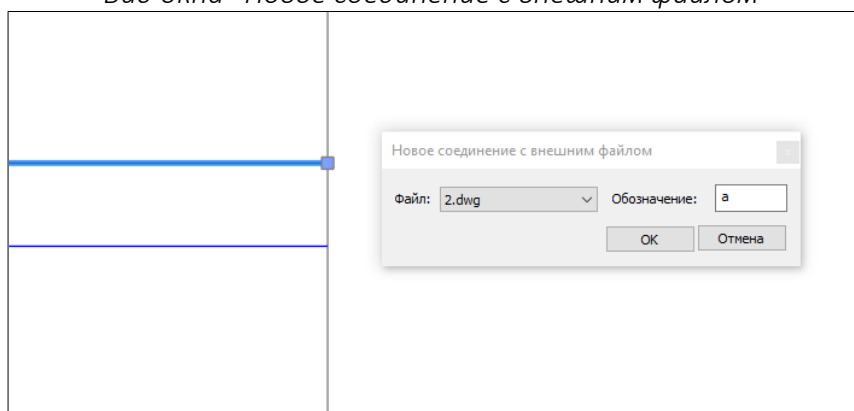 Вид окна "Новое соединение с внешним файлом"
Новое соединение с внешним файлом
Файл: 2.dwg Обозначение: a
OK Отмена